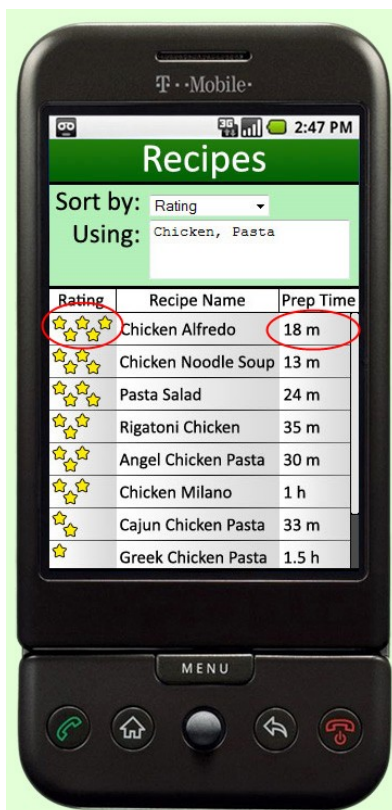 T··Mobile·
3G 2:47 PM
Recipes
Sort by: Rating
Using: Chicken, Pasta
Rating Recipe Name Prep Time
Chicken Alfredo 18 m
Chicken Noodle Soup 13 m
Pasta Salad 24 m
Rigatoni Chicken 35 m
Angel Chicken Pasta 30 m
Chicken Milano 1 h
Cajun Chicken Pasta 33 m
Greek Chicken Pasta 1.5 h
MENU